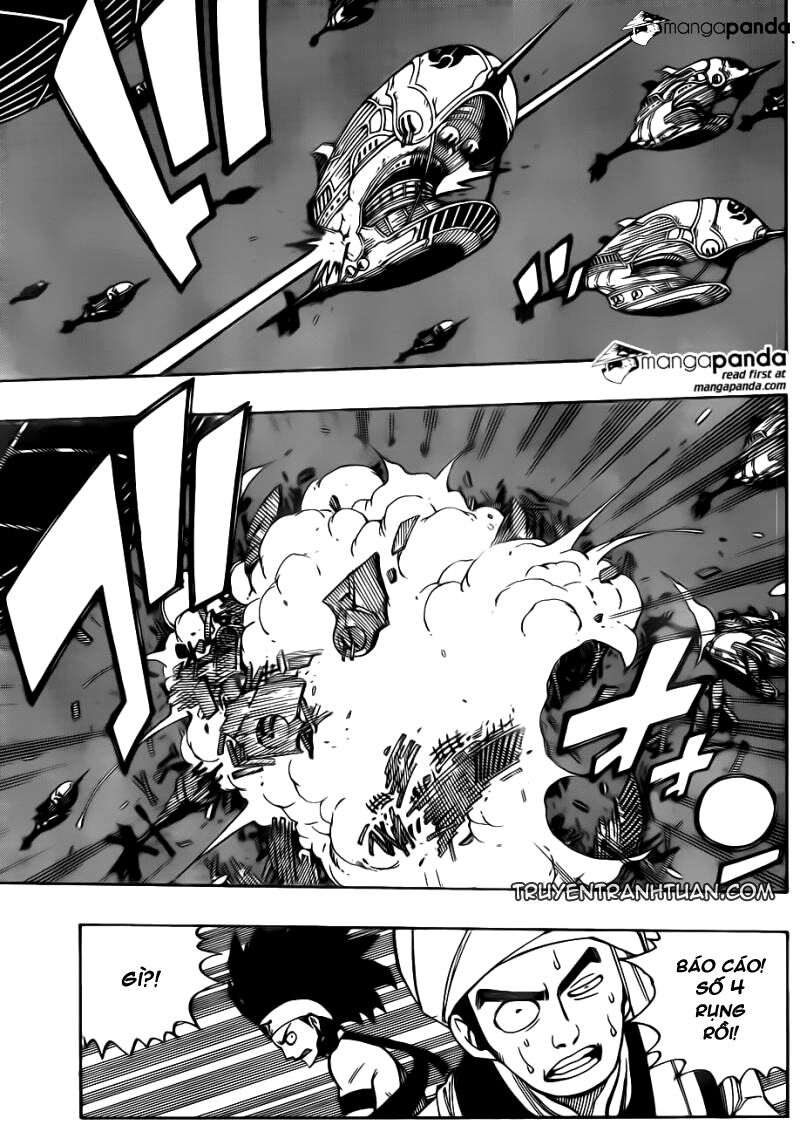 mangapanda
mangapanda
read first at
mangapanda.com
TRUYENTRANHTUAN.COM
GÌ?!
BÁO CÁO!
SỐ 4
RỤNG
RỒI!